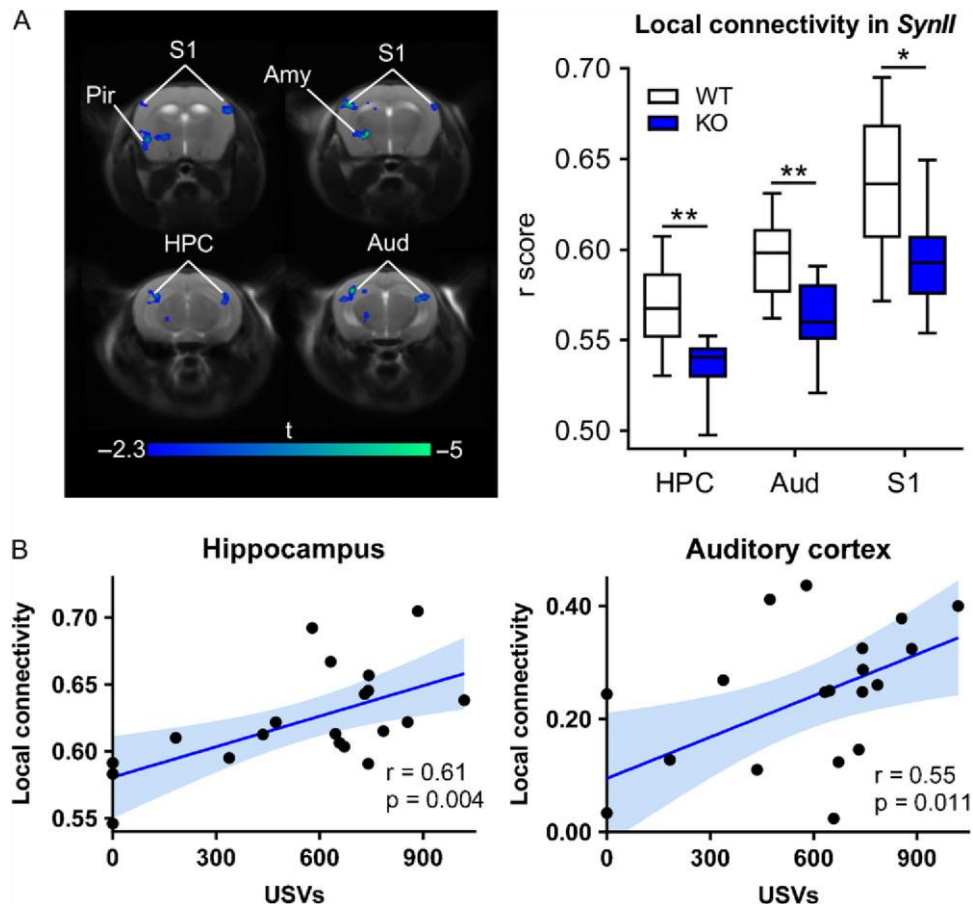 A
S1
Pir
Amy
S1
HPC
Aud
t
–2.3
–5
Local connectivity in SynII
WT
KO
**
**
*
r score
0.70
0.65
0.60
0.55
0.50
HPC
Aud
S1
B
Hippocampus
Local connectivity
0.70
0.65
0.60
0.55
r = 0.61
p = 0.004
0
300
600
900
USVs
Auditory cortex
Local connectivity
0.40
0.20
0.00
r = 0.55
p = 0.011
0
300
600
900
USVs